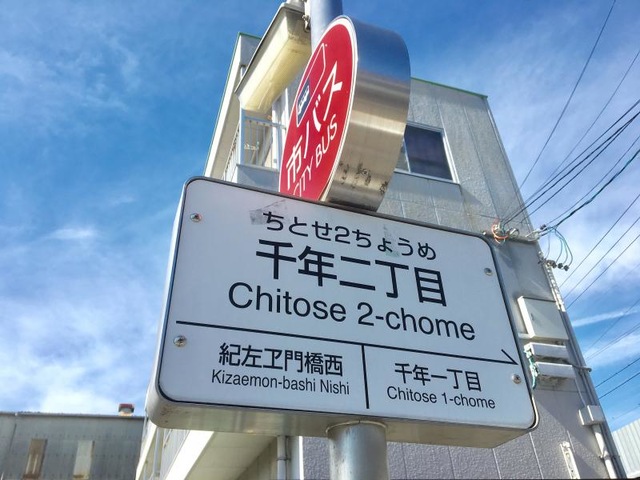 市バス
CITY BUS
ちとせ2ちょうめ
千年二丁目
Chitose 2-chome
紀左ヱ門橋西
Kizaemon-bashi Nishi
千年一丁目
Chitose 1-chome